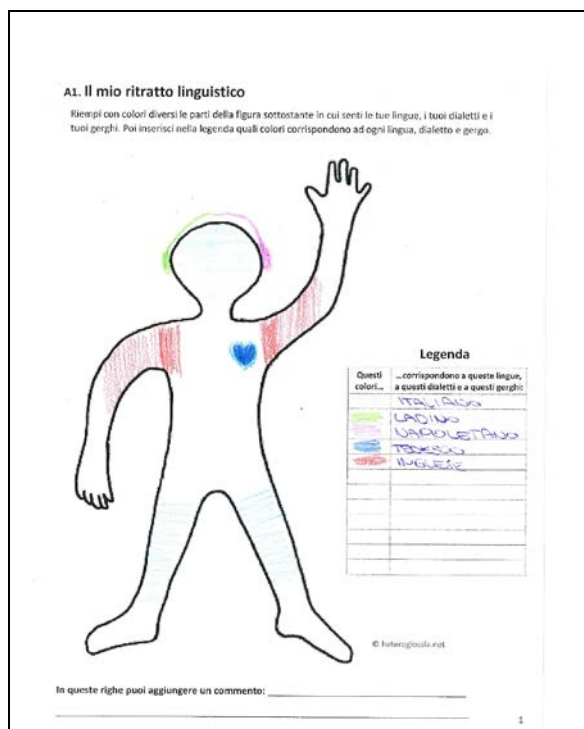 A1. Il mio ritratto linguistico
Riempi con colori diversi le parti della figura sottostante in cui senti le tue lingue, i tuoi dialetti e i
tuoi gerghi. Poi inserisci nella legenda quali colori corrispondono ad ogni lingua, dialetto e gergo.
Legenda
Questi colori...
...corrispondono a queste lingue,
a questi dialetti e a questi gerghi:
ITALIANO
LADINO
NAPOLETANO
TEDESCO
INGLESE
© heteroglossia.net
In queste righe puoi aggiungere un commento:
1